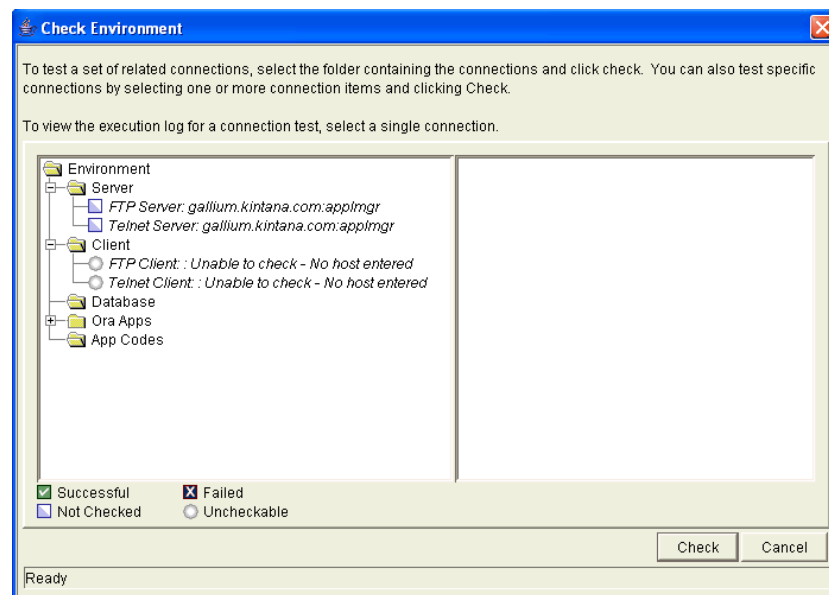 Check Environment
To test a set of related connections, select the folder containing the connections and click check. You can also test specific
connections by selecting one or more connection items and clicking Check.
To view the execution log for a connection test, select a single connection.
Environment
Server
FTP Server: gallium.kintana.com:applmgr
Telnet Server: gallium.kintana.com:applmgr
Client
FTP Client: : Unable to check - No host entered
Telnet Client: : Unable to check - No host entered
Database
Ora Apps
App Codes
Successful Failed
Not Checked Uncheckable
Check Cancel
Ready